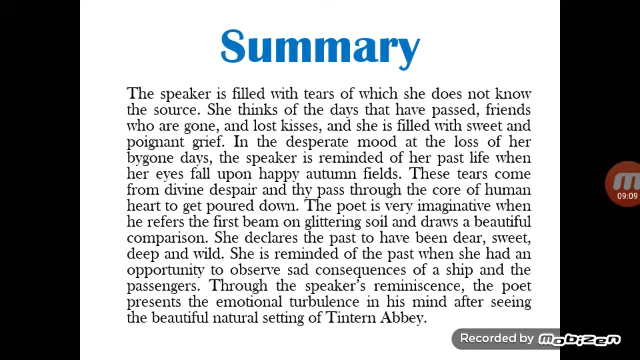 Summary
The speaker is filled with tears of which she does not know
the source. She thinks of the days that have passed, friends
who are gone, and lost kisses, and she is filled with sweet and
poignant grief. In the desperate mood at the loss of her
bygone days, the speaker is reminded of her past life when
her eyes fall upon happy autumn fields. These tears
come from divine despair and thy pass through the core of human
heart to get poured down. The poet is very imaginative when
he refers the first beam on glittering soil and draws a beautiful
comparison. She declares the past to have been dear, sweet,
deep and wild. She is reminded of the past when she had an
opportunity to observe sad consequences of a ship and the
passengers. Through the speaker's reminiscence, the poet
presents the emotional turbulence in his mind after seeing
the beautiful natural setting of Tintern Abbey.
09:09
Recorded by mobizen